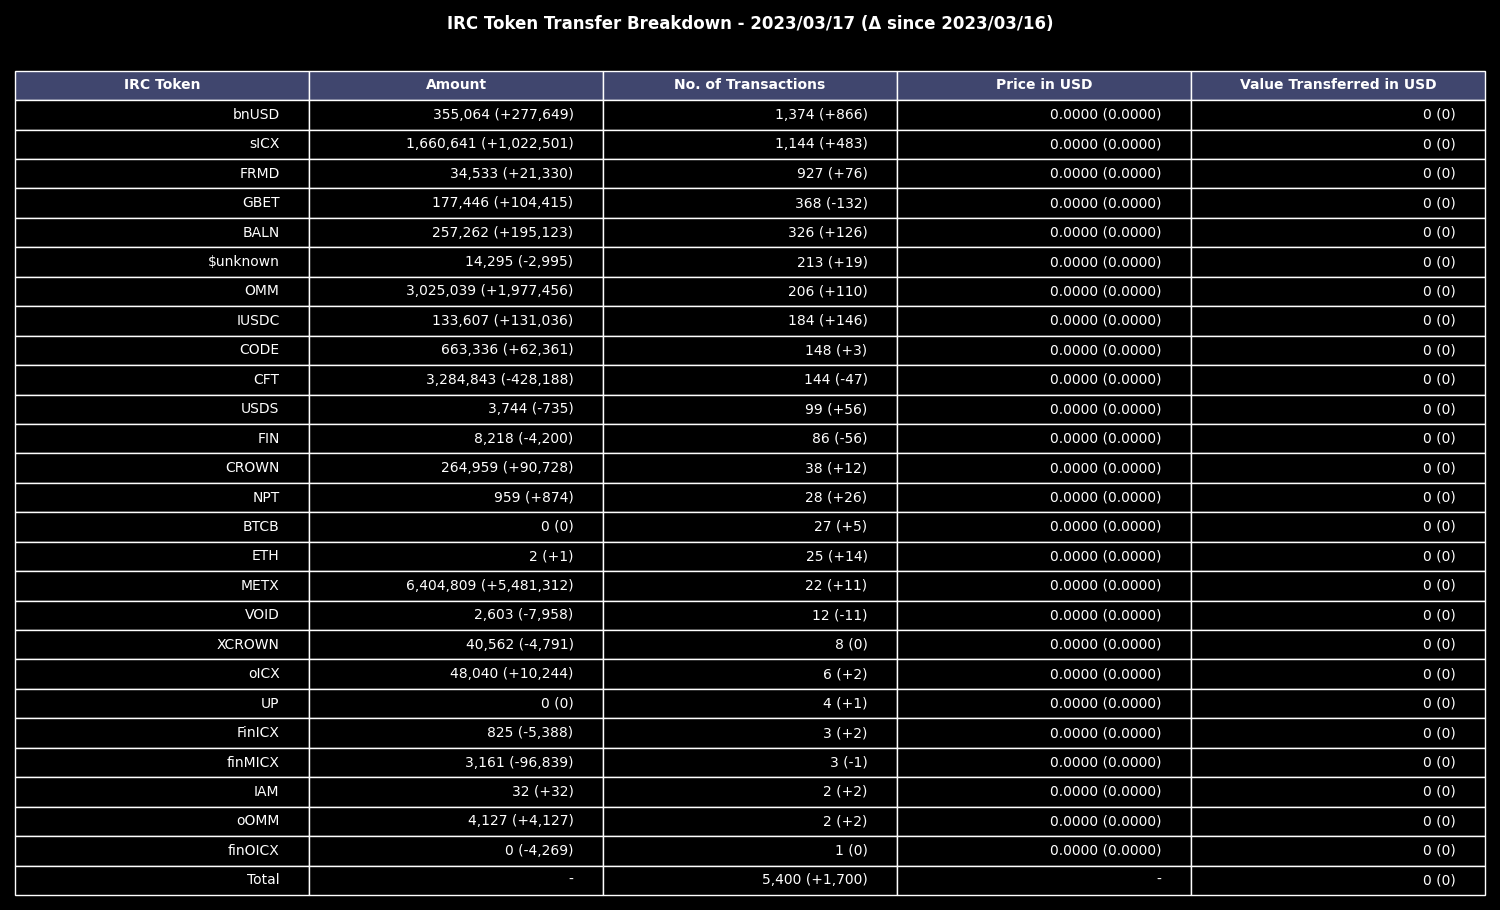 IRC Token Transfer Breakdown - 2023/03/17 (Δ since 2023/03/16)
IRC Token Amount No. of Transactions Price in USD Value Transferred in USD
bnUSD 355,064 (+277,649) 1,374 (+866) 0.0000 (0.0000) 0 (0)
sICX 1,660,641 (+1,022,501) 1,144 (+483) 0.0000 (0.0000) 0 (0)
FRMD 34,533 (+21,330) 927 (+76) 0.0000 (0.0000) 0 (0)
GBET 177,446 (+104,415) 368 (-132) 0.0000 (0.0000) 0 (0)
BALN 257,262 (+195,123) 326 (+126) 0.0000 (0.0000) 0 (0)
$unknown 14,295 (-2,995) 213 (+19) 0.0000 (0.0000) 0 (0)
OMM 3,025,039 (+1,977,456) 206 (+110) 0.0000 (0.0000) 0 (0)
IUSDC 133,607 (+131,036) 184 (+146) 0.0000 (0.0000) 0 (0)
CODE 663,336 (+62,361) 148 (+3) 0.0000 (0.0000) 0 (0)
CFT 3,284,843 (-428,188) 144 (-47) 0.0000 (0.0000) 0 (0)
USDS 3,744 (-735) 99 (+56) 0.0000 (0.0000) 0 (0)
FIN 8,218 (-4,200) 86 (-56) 0.0000 (0.0000) 0 (0)
CROWN 264,959 (+90,728) 38 (+12) 0.0000 (0.0000) 0 (0)
NPT 959 (+874) 28 (+26) 0.0000 (0.0000) 0 (0)
BTCB 0 (0) 27 (+5) 0.0000 (0.0000) 0 (0)
ETH 2 (+1) 25 (+14) 0.0000 (0.0000) 0 (0)
METX 6,404,809 (+5,481,312) 22 (+11) 0.0000 (0.0000) 0 (0)
VOID 2,603 (-7,958) 12 (-11) 0.0000 (0.0000) 0 (0)
XCROWN 40,562 (-4,791) 8 (0) 0.0000 (0.0000) 0 (0)
oICX 48,040 (+10,244) 6 (+2) 0.0000 (0.0000) 0 (0)
UP 0 (0) 4 (+1) 0.0000 (0.0000) 0 (0)
FinICX 825 (-5,388) 3 (+2) 0.0000 (0.0000) 0 (0)
finMICX 3,161 (-96,839) 3 (-1) 0.0000 (0.0000) 0 (0)
IAM 32 (+32) 2 (+2) 0.0000 (0.0000) 0 (0)
oOMM 4,127 (+4,127) 2 (+2) 0.0000 (0.0000) 0 (0)
finOICX 0 (-4,269) 1 (0) 0.0000 (0.0000) 0 (0)
Total - 5,400 (+1,700) - 0 (0)